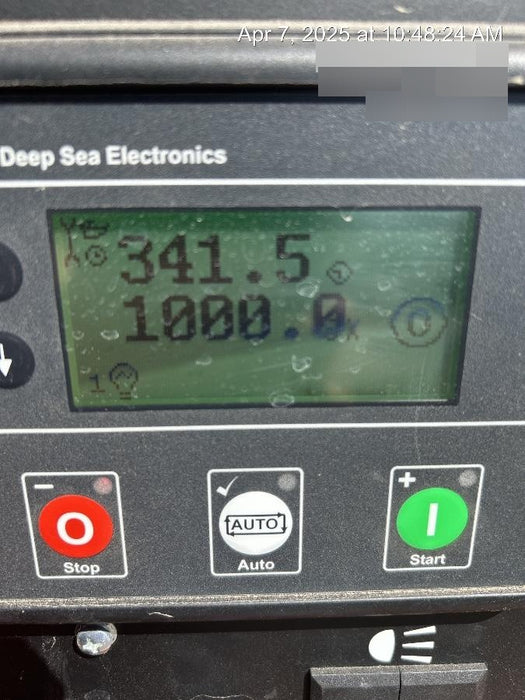 Apr 7, 2025 at 10:48:24 AM
Deep Sea Electronics
341.5
1000.0
0
1
−
+
O
AUTO
I
Stop
Auto
Start